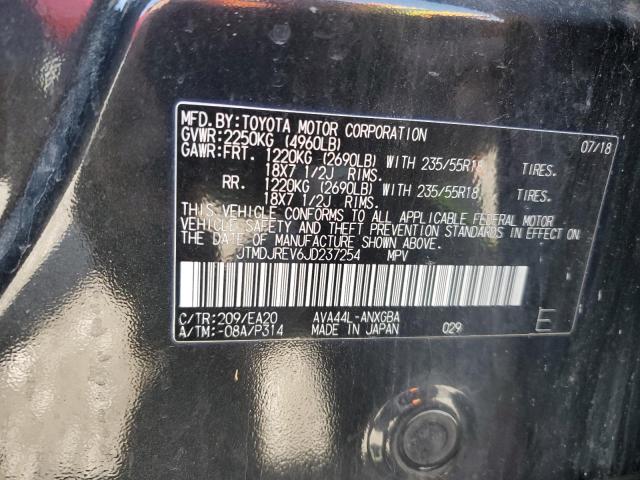 MFD. BY: TOYOTA MOTOR CORPORATION 07/18
GVWR: 2250KG (4960LB)
GAWR: FRT. 1220KG (2690LB) WITH 235/55R18 TIRES.
18X7 1/2J RIMS.
RR. 1220KG (2690LB) WITH 235/55R18 TIRES.
18X7 1/2J RIMS.
THIS VEHICLE CONFORMS TO ALL APPLICABLE FEDERAL MOTOR
VEHICLE SAFETY AND THEFT PREVENTION STANDARDS IN EFFECT
ON THE DATE OF MANUFACTURE SHOWN ABOVE.
JTMDJREV6JD237254 MPV
C/TR: 209/EA20 AVA44L-ANXGBA
A/TM: -08A/P314 MADE IN JAPAN 029 E